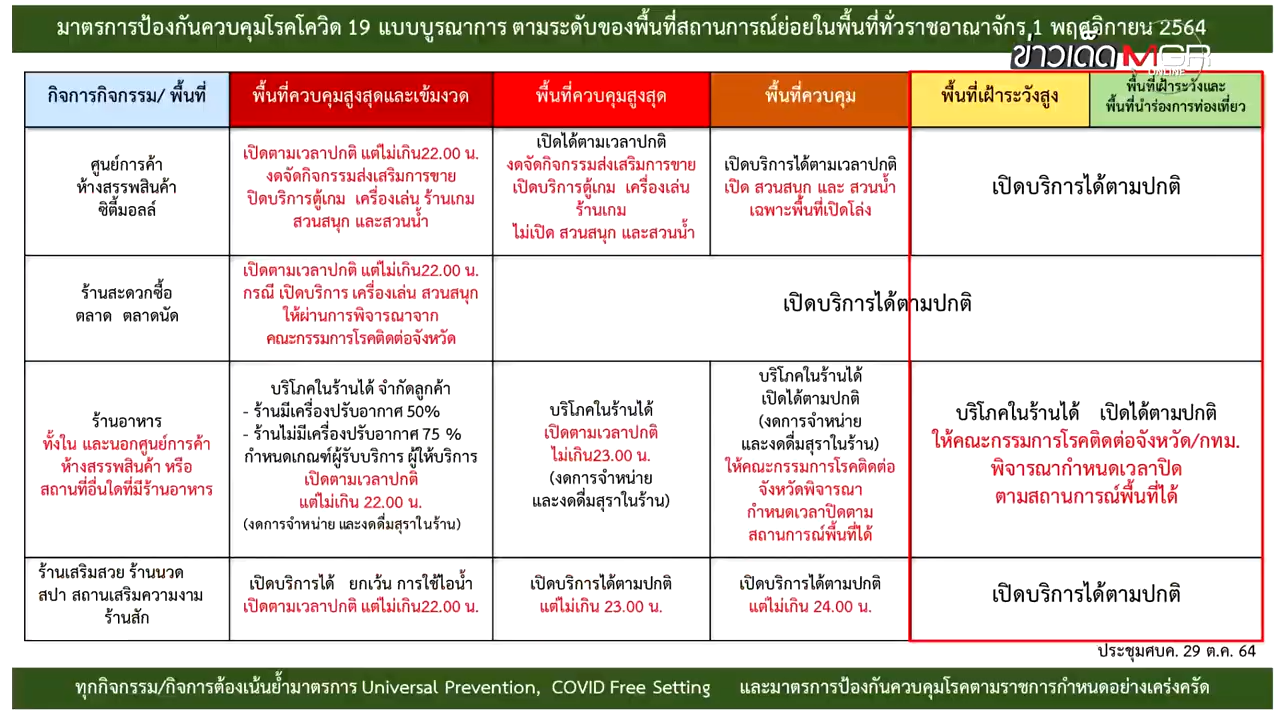 มาตรการป้องกันควบคุมโรคโควิด 19 แบบบูรณาการ ตามระดับของพื้นที่สถานการณ์ย่อยในพื้นที่ทั่วราชอาณาจักร 1 พฤศจิกายน 2564
ข่าวเด็ด MGR
ONLINE
กิจการกิจกรรม/ พื้นที่
พื้นที่ควบคุมสูงสุดและเข้มงวด
พื้นที่ควบคุมสูงสุด
พื้นที่ควบคุม
พื้นที่เฝ้าระวังสูง
พื้นที่เฝ้าระวังและ
พื้นที่นำร่องการท่องเที่ยว
ศูนย์การค้า
ห้างสรรพสินค้า
ซิตี้มอลล์
เปิดตามเวลาปกติ แต่ไม่เกิน22.00 น.
งดจัดกิจกรรมส่งเสริมการขาย
ปิดบริการตู้เกม เครื่องเล่น ร้านเกม
สวนสนุก และสวนน้ำ
เปิดได้ตามเวลาปกติ
งดจัดกิจกรรมส่งเสริมการขาย
เปิดบริการตู้เกม เครื่องเล่น
ร้านเกม
ไม่เปิด สวนสนุก และสวนน้ำ
เปิดบริการได้ตามเวลาปกติ
เปิด สวนสนุก และ สวนน้ำ
เฉพาะพื้นที่เปิดโล่ง
เปิดบริการได้ตามปกติ
ร้านสะดวกซื้อ
ตลาด ตลาดนัด
เปิดตามเวลาปกติ แต่ไม่เกิน22.00 น.
กรณี เปิดบริการ เครื่องเล่น สวนสนุก
ให้ผ่านการพิจารณาจาก
คณะกรรมการโรคติดต่อจังหวัด
เปิดบริการได้ตามปกติ
ร้านอาหาร
ทั้งใน และนอกศูนย์การค้า
ห้างสรรพสินค้า หรือ
สถานที่อื่นใดที่มีร้านอาหาร
บริโภคในร้านได้ จำกัดลูกค้า
- ร้านมีเครื่องปรับอากาศ 50%
- ร้านไม่มีเครื่องปรับอากาศ 75 %
กำหนดเกณฑ์ผู้รับบริการ ผู้ให้บริการ
เปิดตามเวลาปกติ
แต่ไม่เกิน 22.00 น.
(งดการจำหน่าย และงดดื่มสุราในร้าน)
บริโภคในร้านได้
เปิดตามเวลาปกติ
ไม่เกิน23.00 น.
(งดการจำหน่าย
และงดดื่มสุราในร้าน)
บริโภคในร้านได้
เปิดได้ตามปกติ
(งดการจำหน่าย
และงดดื่มสุราในร้าน)
ให้คณะกรรมการโรคติดต่อ
จังหวัดพิจารณา
กำหนดเวลาปิดตาม
สถานการณ์พื้นที่ได้
บริโภคในร้านได้ เปิดได้ตามปกติ
ให้คณะกรรมการโรคติดต่อจังหวัด/กทม.
พิจารณากำหนดเวลาปิด
ตามสถานการณ์พื้นที่ได้
ร้านเสริมสวย ร้านนวด
สปา สถานเสริมความงาม
ร้านสัก
เปิดบริการได้ ยกเว้น การใช้ไอน้ำ
เปิดตามเวลาปกติ แต่ไม่เกิน22.00 น.
เปิดบริการได้ตามปกติ
แต่ไม่เกิน 23.00 น.
เปิดบริการได้ตามปกติ
แต่ไม่เกิน 24.00 น.
เปิดบริการได้ตามปกติ
ประชุมศบค. 29 ต.ค. 64
ทุกกิจกรรม/กิจการต้องเน้นย้ำมาตรการ Universal Prevention, COVID Free Setting และมาตรการป้องกันควบคุมโรคตามราชการกำหนดอย่างเคร่งครัด